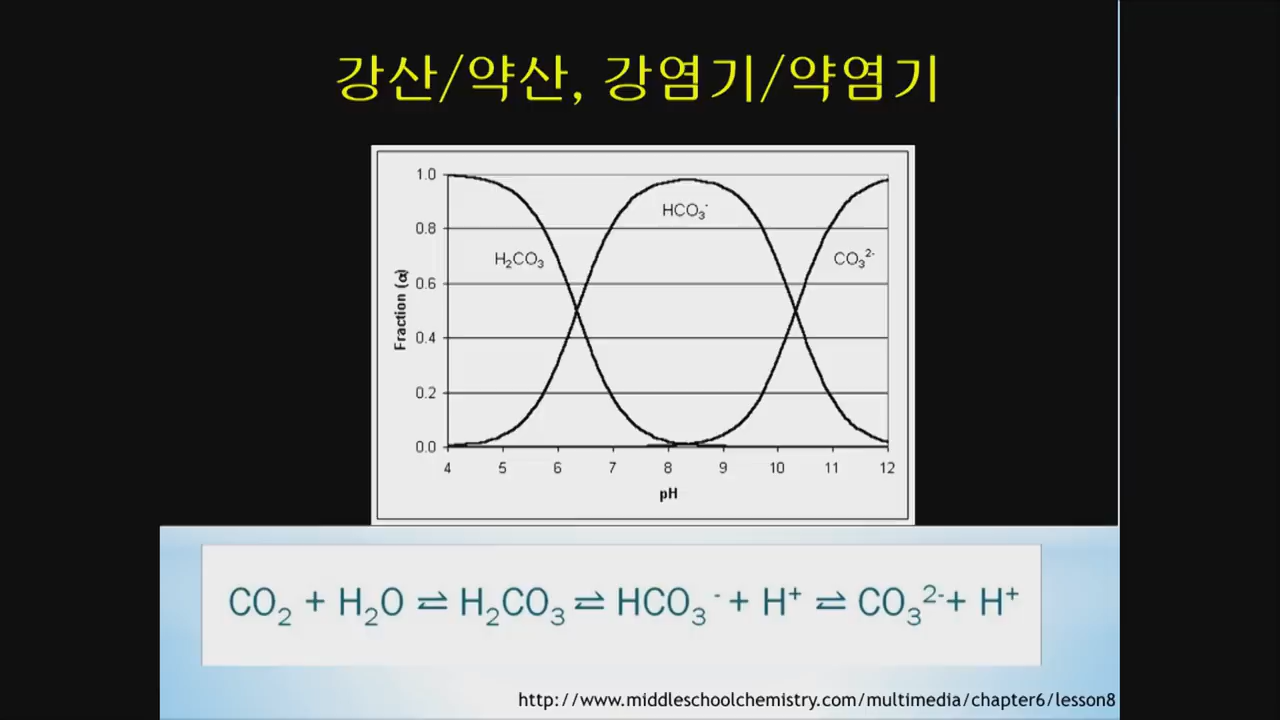 강산/약산, 강염기/약염기
1.0
HCO₃⁻
0.8
H₂CO₃
CO₃²⁻
0.6
Fraction (α)
0.4
0.2
0.0
4 5 6 7 8 9 10 11 12
pH
CO₂ + H₂O ⇌ H₂CO₃ ⇌ HCO₃⁻ + H⁺ ⇌ CO₃²⁻ + H⁺
http://www.middleschoolchemistry.com/multimedia/chapter6/lesson8